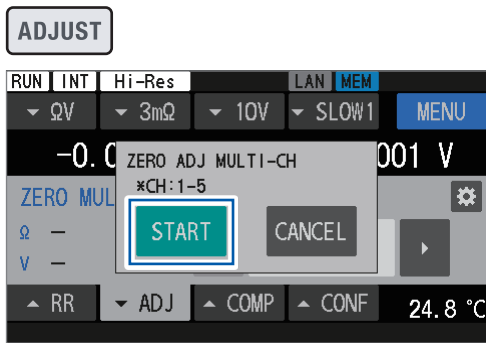 ADJUST
RUN INT Hi-Res LAN MEM
ΩV 3mΩ 10V SLOW1 MENU
-0. 001 V
ZERO ADJ MULTI-CH
※CH:1-5
ZERO MUL
START CANCEL
Ω —
V —
RR ADJ COMP CONF 24.8 °C